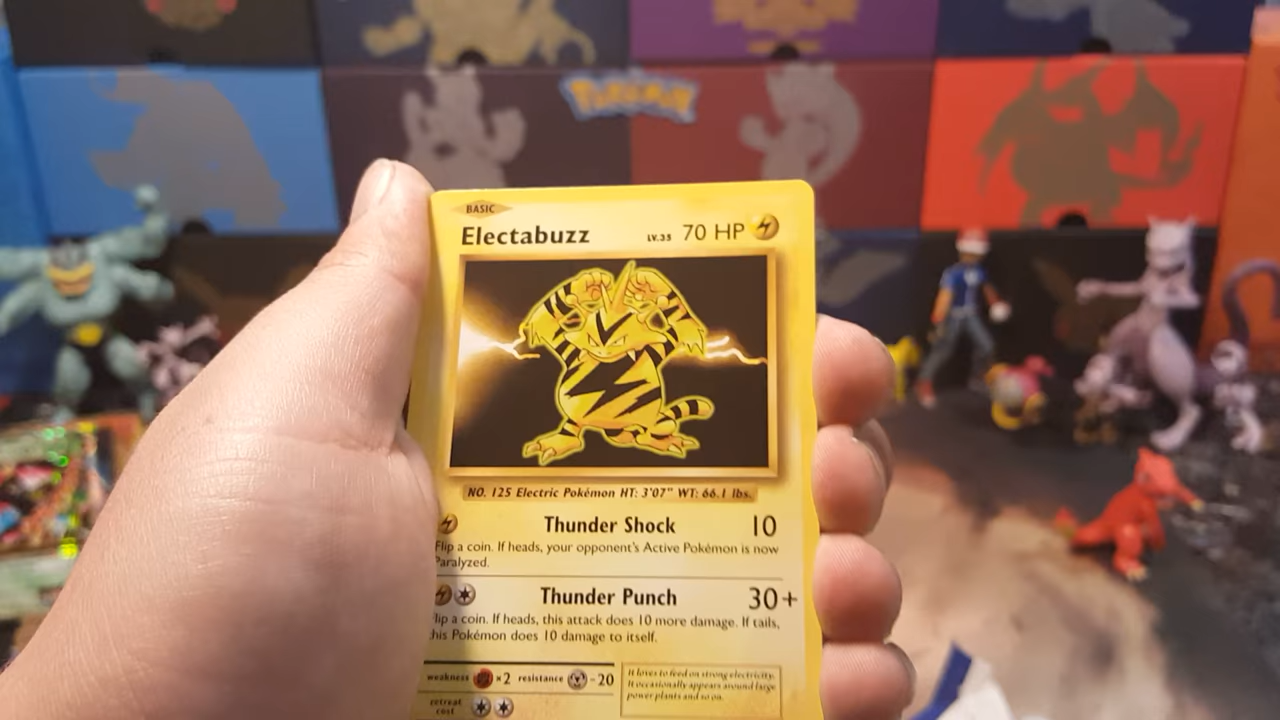 Pokémon
BASIC
Electabuzz LV.35 70 HP
NO. 125 Electric Pokémon HT: 3'07" WT: 66.1 lbs.
Thunder Shock 10
Flip a coin. If heads, your opponent's Active Pokémon is now
Paralyzed.
Thunder Punch 30+
lip a coin. If heads, this attack does 10 more damage. If tails,
his Pokémon does 10 damage to itself.
weakness ×2 resistance -20
It loves to feed on strong electricity.
It occasionally appears around large
power plants and so on.
retreat
cost